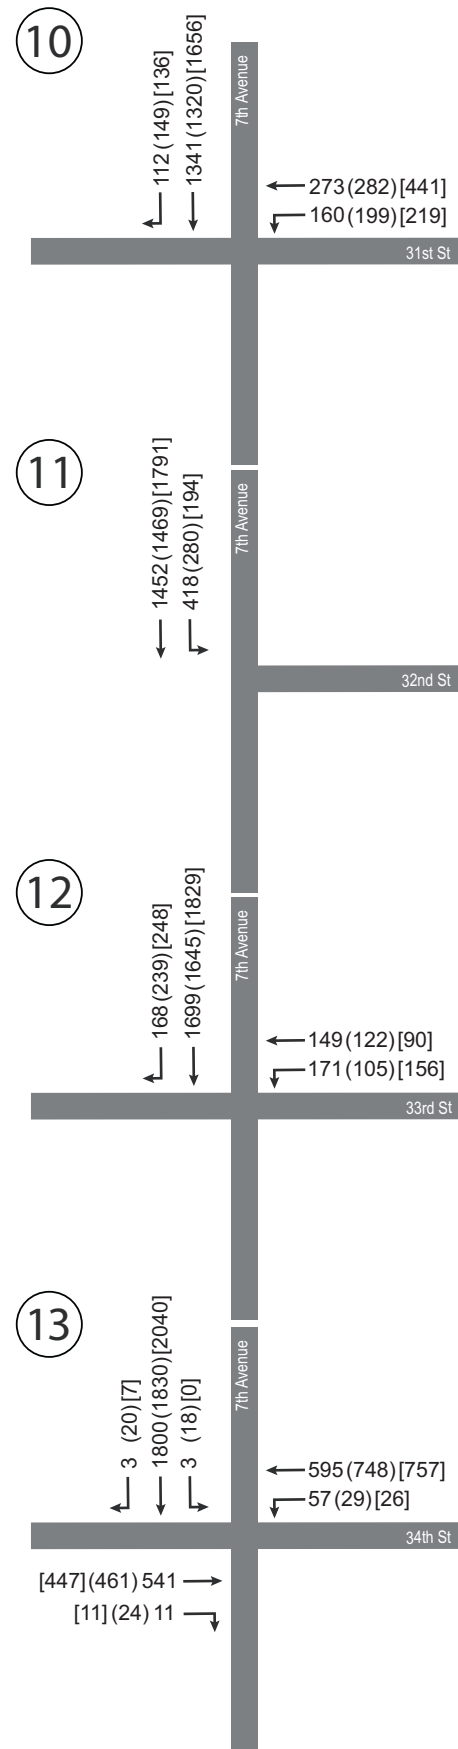 10
112 (149) [136]
1341 (1320) [1656]
7th Avenue
273 (282) [441]
160 (199) [219]
31st St
11
1452 (1469) [1791]
418 (280) [194]
7th Avenue
32nd St
12
168 (239) [248]
1699 (1645) [1829]
7th Avenue
149 (122) [90]
171 (105) [156]
33rd St
13
3 (20) [7]
1800 (1830) [2040]
3 (18) [0]
7th Avenue
595 (748) [757]
57 (29) [26]
34th St
[447] (461) 541
[11] (24) 11